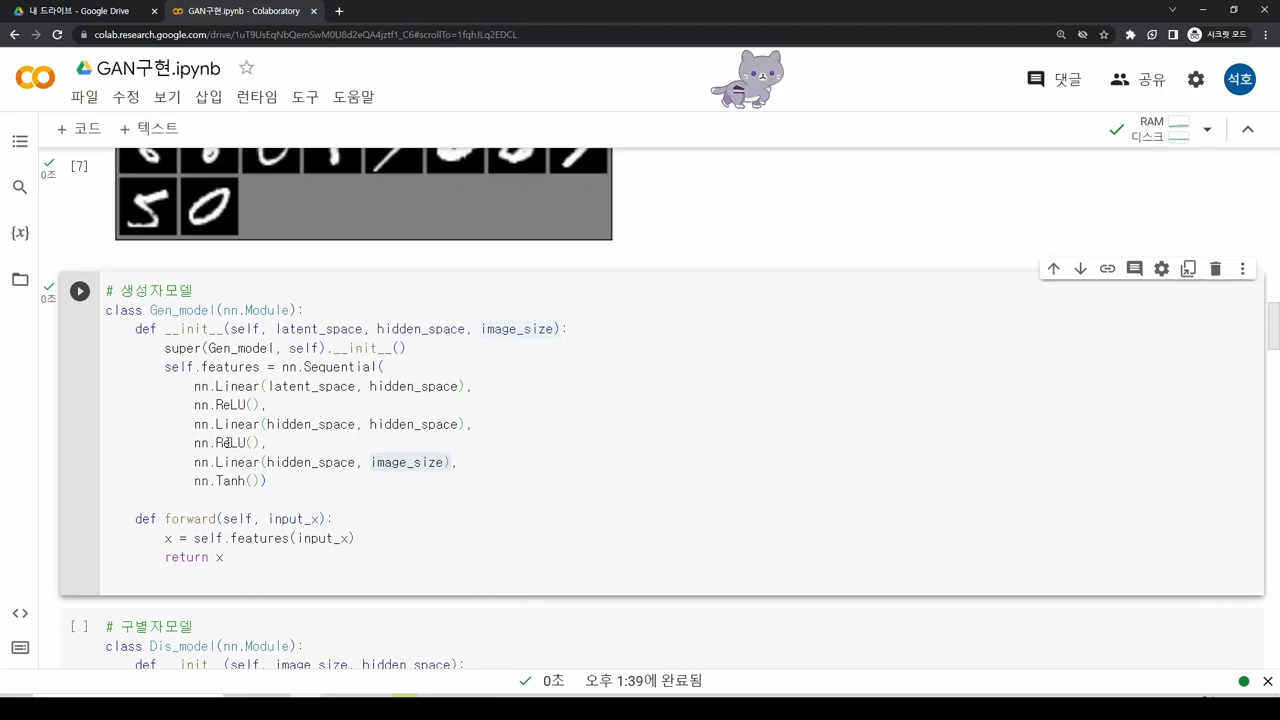 내 드라이브 - Google Drive
GAN구현.ipynb - Colaboratory
colab.research.google.com/drive/1uT9UsEqNbQemSwM0U8d2eQA4jztf1_C6#scrollTo=1fqhJLq2EDCL
시크릿 모드
GAN구현.ipynb
댓글
공유
석호
파일 수정 보기 삽입 런타임 도구 도움말
+ 코드 + 텍스트
RAM
디스크
[7]
0초
# 생성자모델
0초
class Gen_model(nn.Module):
def __init__(self, latent_space, hidden_space, image_size):
super(Gen_model, self).__init__()
self.features = nn.Sequential(
nn.Linear(latent_space, hidden_space),
nn.ReLU(),
nn.Linear(hidden_space, hidden_space),
nn.ReLU(),
nn.Linear(hidden_space, image_size),
nn.Tanh())
def forward(self, input_x):
x = self.features(input_x)
return x
[ ] # 구별자모델
class Dis_model(nn.Module):
def __init__(self, image_size, hidden_space):
0초 오후 1:39에 완료됨